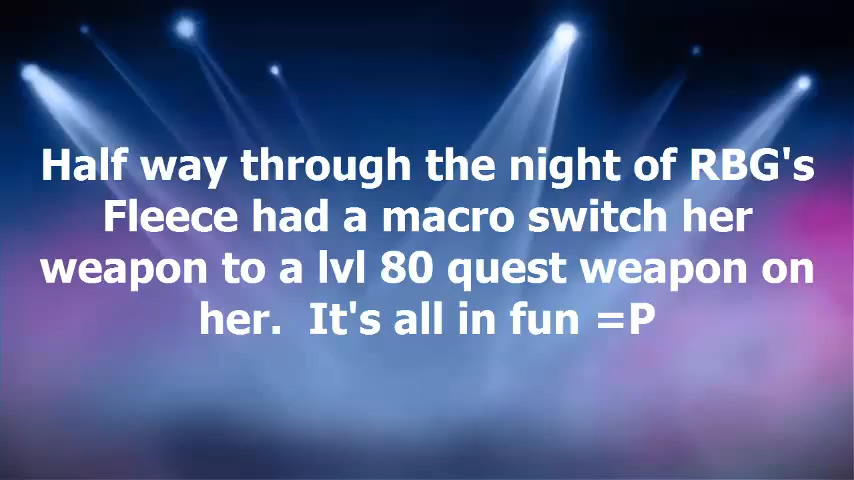 Half way through the night of RBG's
Fleece had a macro switch her
weapon to a lvl 80 quest weapon on
her.  It's all in fun =P